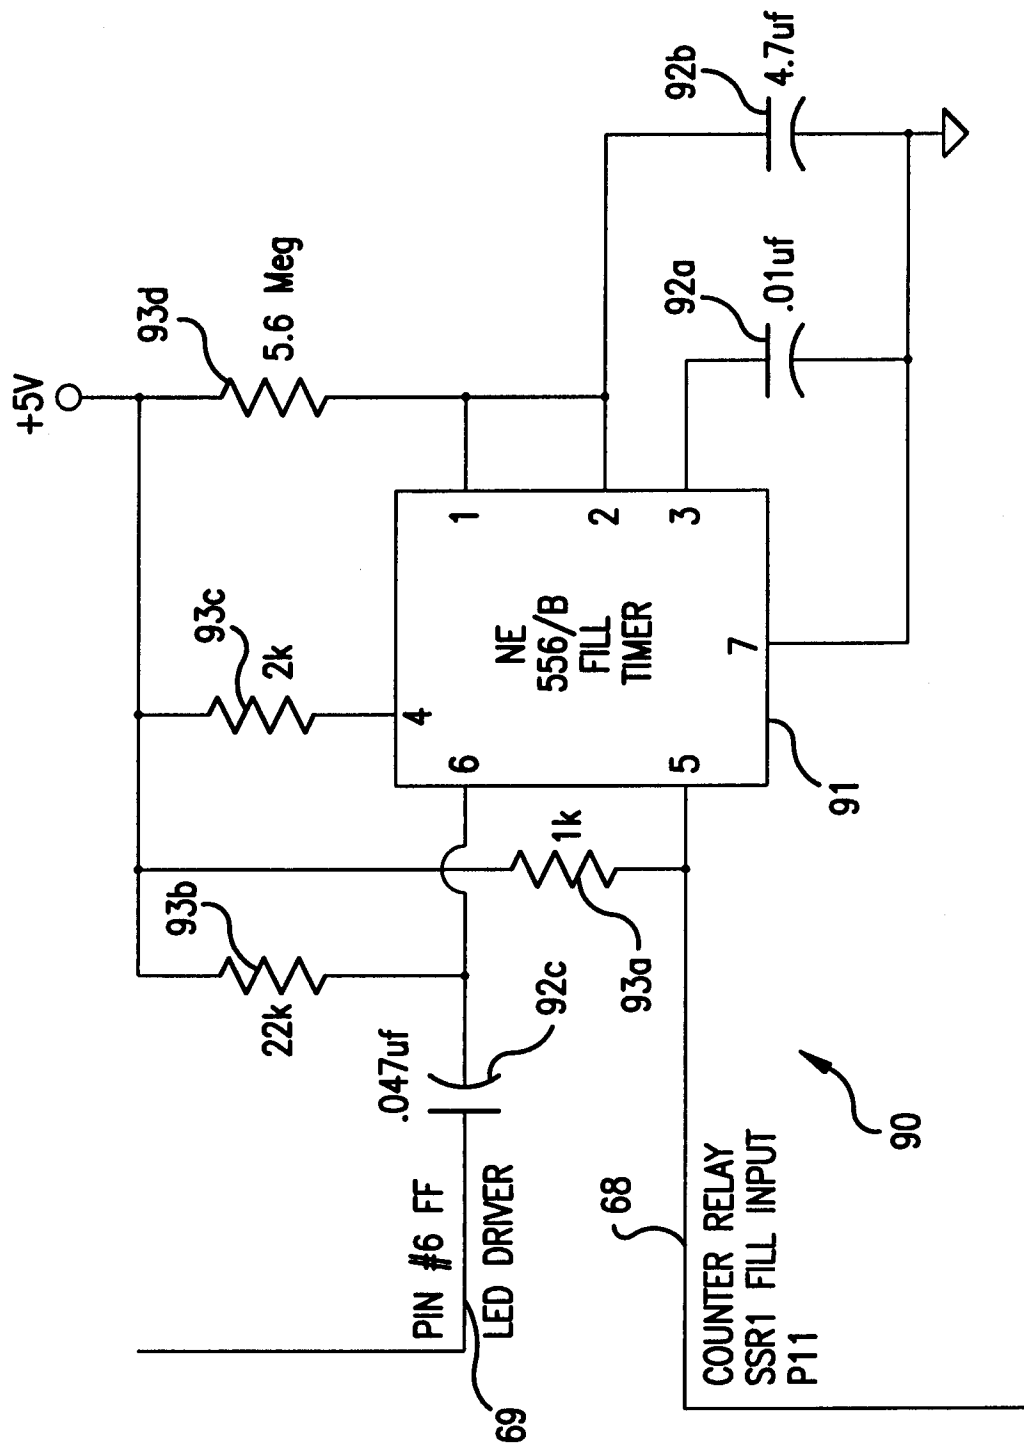 +5V
93d
5.6 Meg
93c
2k
93b
22k
92b
4.7uf
92a
.01uf
1
2
3
4
6
5
7
NE
556/B
FILL
TIMER
91
1k
93a
.047uf
92c
PIN #6 FF
LED DRIVER
69
68
COUNTER RELAY
SSR1 FILL INPUT
P11
90